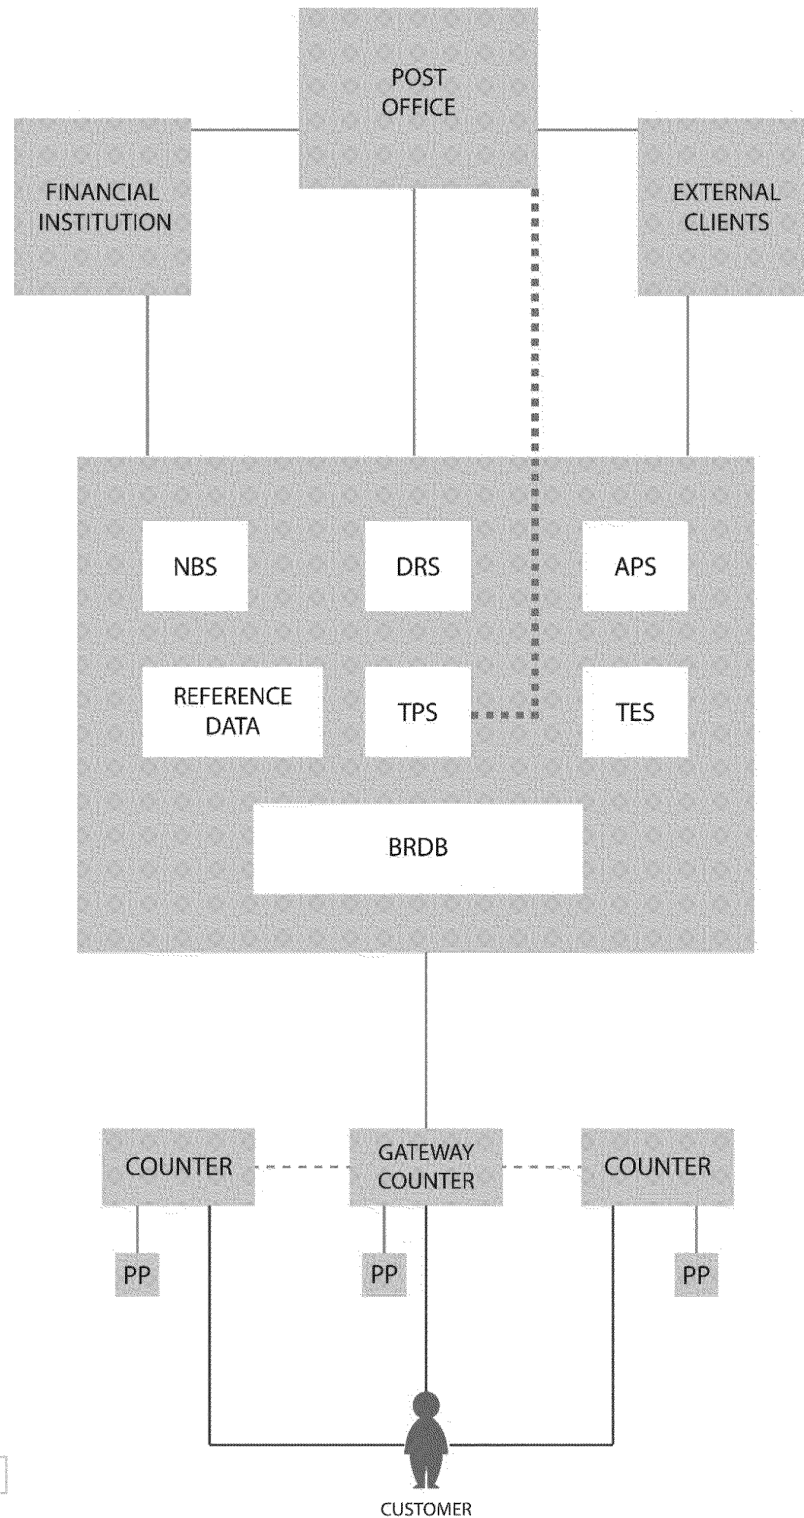 POST
OFFICE
FINANCIAL
INSTITUTION
EXTERNAL
CLIENTS
NBS
DRS
APS
REFERENCE
DATA
TPS
TES
BRDB
COUNTER
GATEWAY
COUNTER
COUNTER
PP
PP
PP
CUSTOMER